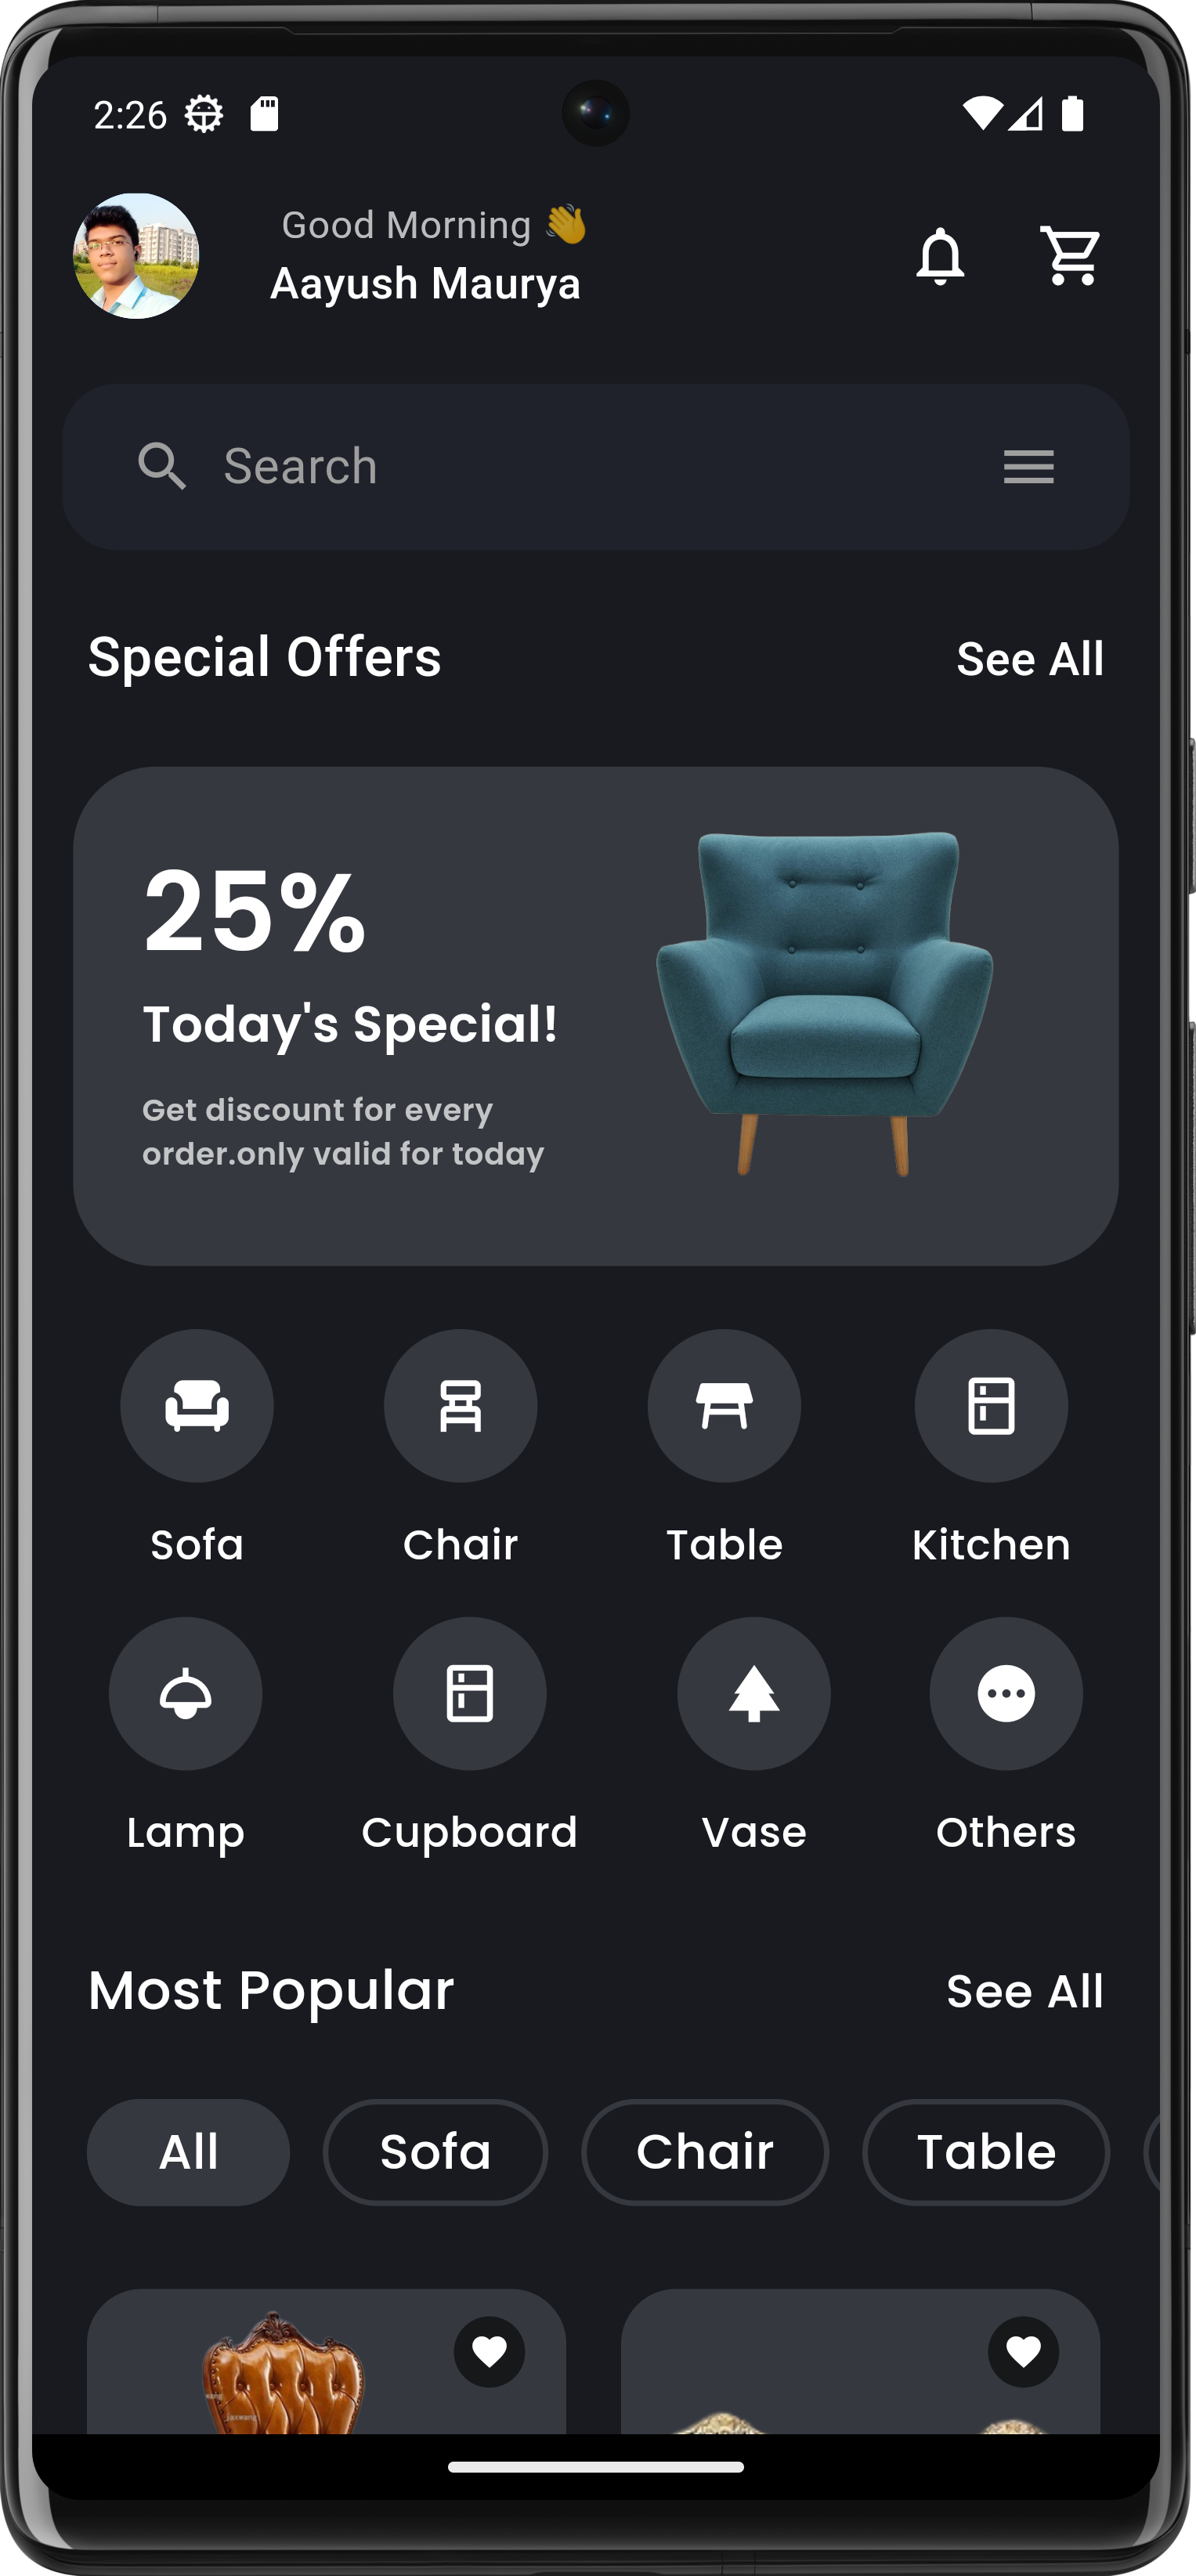 2:26
Good Morning 👋
Aayush Maurya
Search
Special Offers See All
25%
Today's Special!
Get discount for every
order.only valid for today
Sofa Chair Table Kitchen
Lamp Cupboard Vase Others
Most Popular See All
All Sofa Chair Table